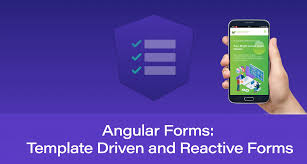 Angular Forms:
Template Driven and Reactive Forms